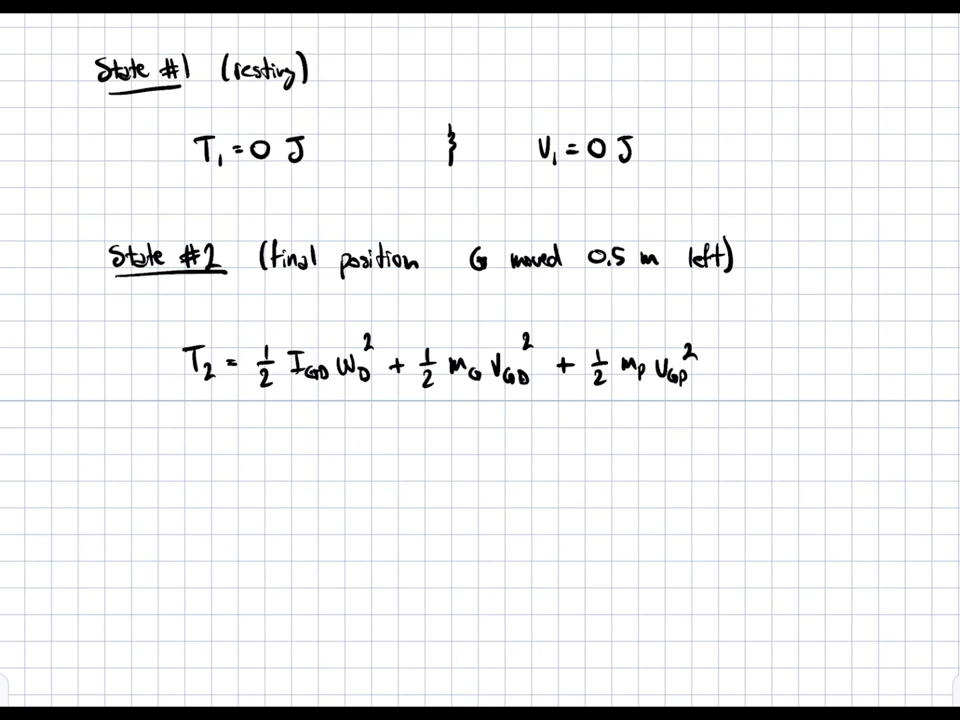 State #1 (resting)
T₁ = 0 J } V₁ = 0 J
State #2 (final position G moved 0.5 m left)
T₂ = 1/2 I_GD ω_D² + 1/2 m_G v_GD² + 1/2 m_P v_GP²